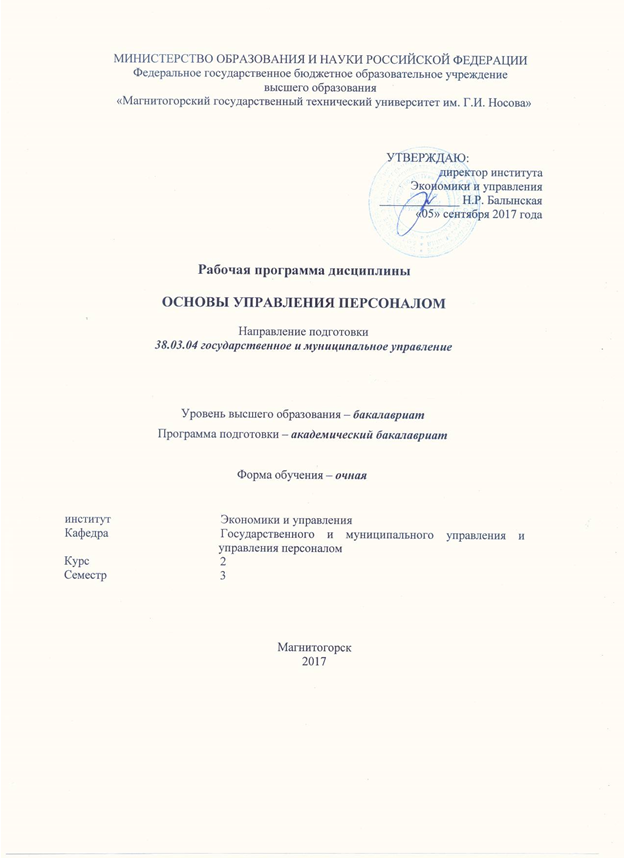 МИНИСТЕРСТВО ОБРАЗОВАНИЯ И НАУКИ РОССИЙСКОЙ ФЕДЕРАЦИИ
Федеральное государственное бюджетное образовательное учреждение
высшего образования
«Магнитогорский государственный технический университет им. Г.И. Носова»
УТВЕРЖДАЮ:
директор института
Экономики и управления
Н.Р. Балынская
«05» сентября 2017 года
Рабочая программа дисциплины
ОСНОВЫ УПРАВЛЕНИЯ ПЕРСОНАЛОМ
Направление подготовки
38.03.04 государственное и муниципальное управление
Уровень высшего образования – бакалавриат
Программа подготовки – академический бакалавриат
Форма обучения – очная
институт Экономики и управления
Кафедра Государственного и муниципального управления и
управления персоналом
Курс 2
Семестр 3
Магнитогорск
2017